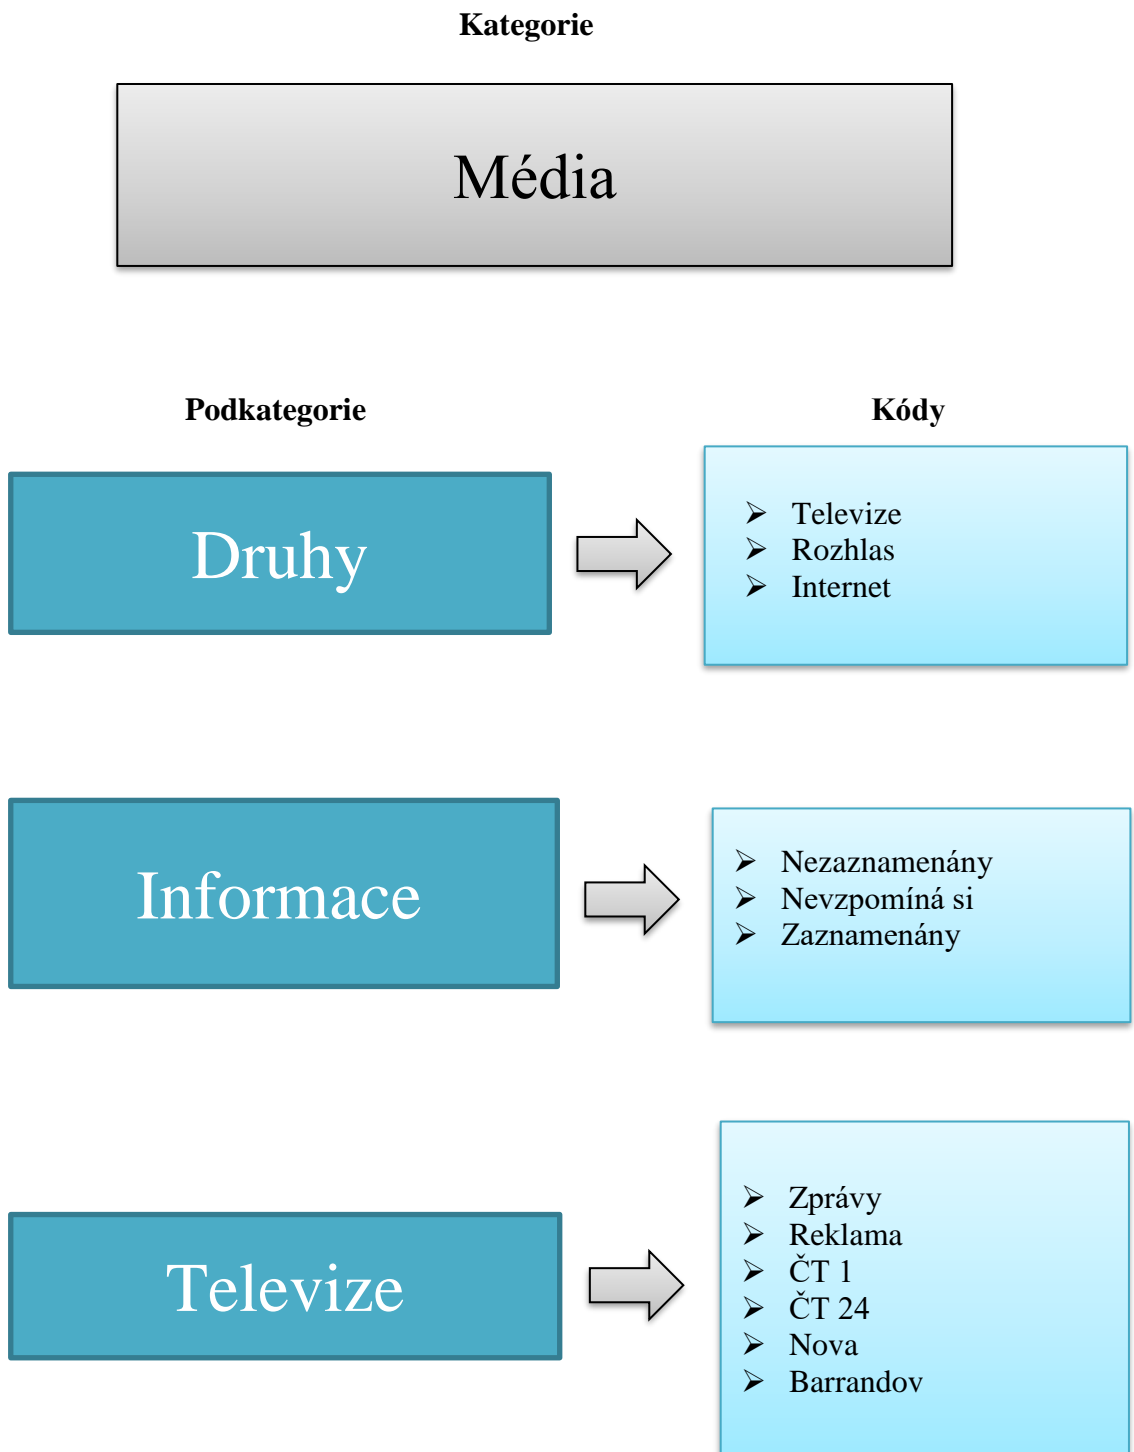 Kategorie
Média
Podkategorie
Kódy
Druhy
Televize
Rozhlas
Internet
Informace
Nezaznamenány
Nevzpomíná si
Zaznamenány
Televize
Zprávy
Reklama
ČT 1
ČT 24
Nova
Barrandov